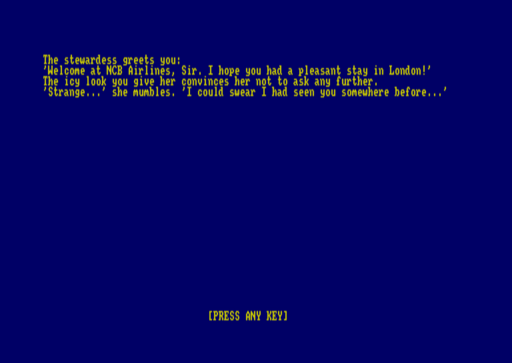 The stewardess greets you:
'Welcome at NCB Airlines, Sir. I hope you had a pleasant stay in London!'
The icy look you give her convinces her not to ask any further.
'Strange...' she mumbles. 'I could swear I had seen you somewhere before...'
[PRESS ANY KEY]